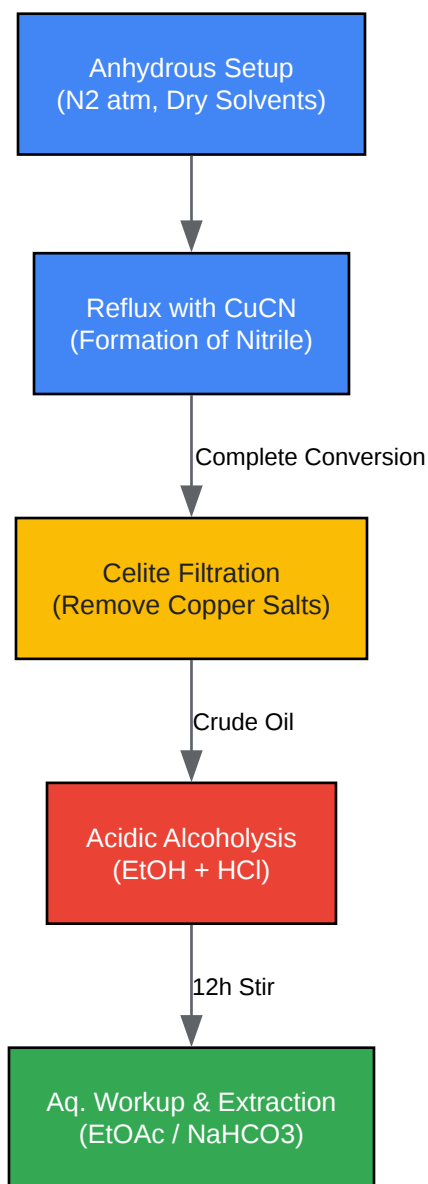 Anhydrous Setup
(N2 atm, Dry Solvents)
Reflux with CuCN
(Formation of Nitrile)
Complete Conversion
Celite Filtration
(Remove Copper Salts)
Crude Oil
Acidic Alcoholysis
(EtOH + HCl)
12h Stir
Aq. Workup & Extraction
(EtOAc / NaHCO3)